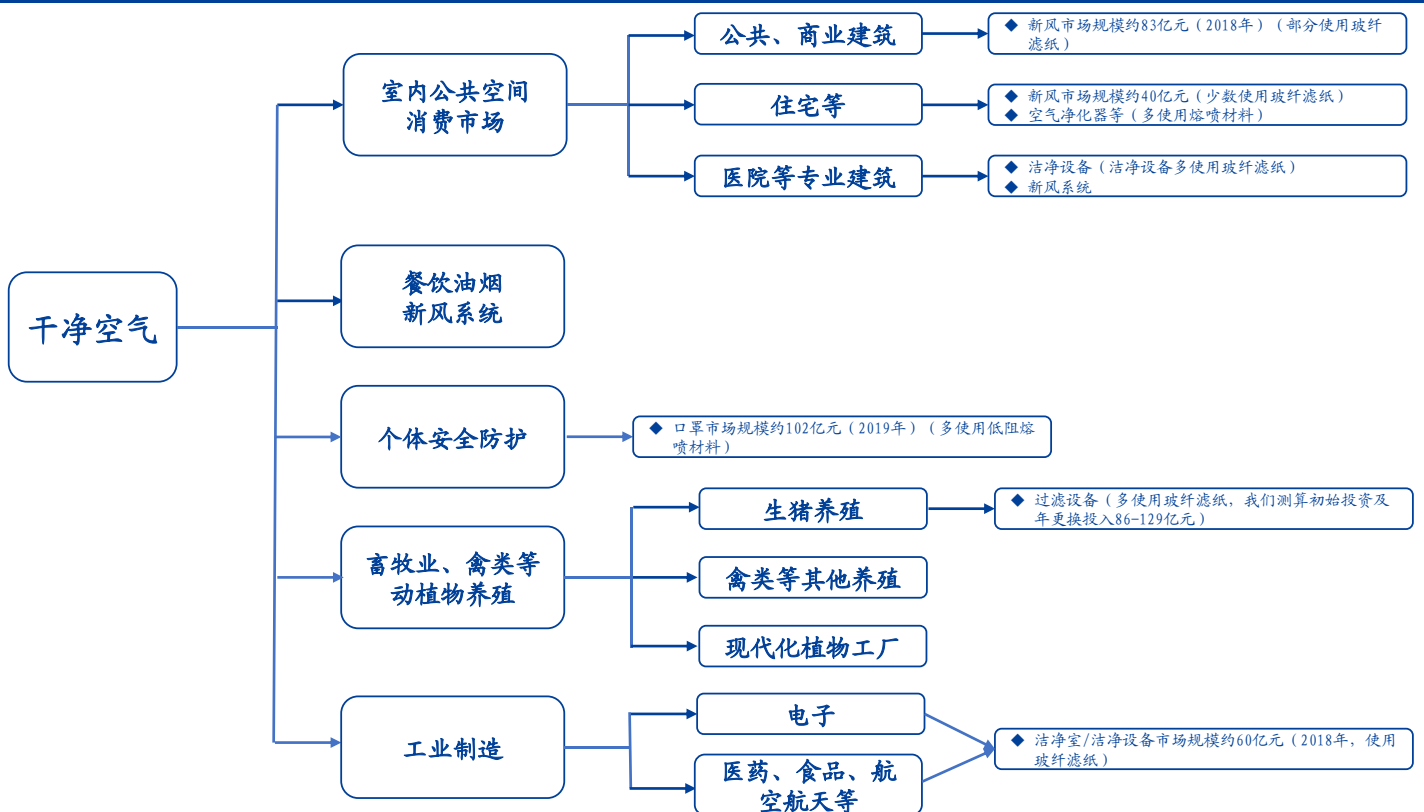 干净空气
室内公共空间
消费市场
公共、商业建筑
◆ 新风市场规模约83亿元（2018年）（部分使用玻纤
滤纸）
住宅等
◆ 新风市场规模约40亿元（少数使用玻纤滤纸）
◆ 空气净化器等（多使用熔喷材料）
医院等专业建筑
◆ 洁净设备（洁净设备多使用玻纤滤纸）
◆ 新风系统
餐饮油烟
新风系统
个体安全防护
◆ 口罩市场规模约102亿元（2019年）（多使用低阻熔
喷材料）
畜牧业、禽类等
动植物养殖
生猪养殖
◆ 过滤设备（多使用玻纤滤纸，我们测算初始投资及
年更换投入86-129亿元）
禽类等其他养殖
现代化植物工厂
工业制造
电子
医药、食品、航
空航天等
◆ 洁净室/洁净设备市场规模约60亿元（2018年，使用
玻纤滤纸）